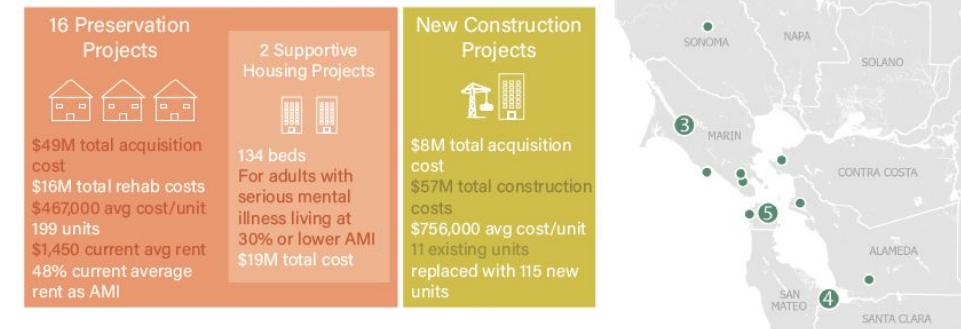 16 Preservation
Projects
$49M total acquisition
cost
$16M total rehab costs
$467,000 avg cost/unit
199 units
$1,450 current avg rent
48% current average
rent as AMI
2 Supportive
Housing Projects
134 beds
For adults with
serious mental
illness living at
30% or lower AMI
$19M total cost
New Construction
Projects
$8M total acquisition
cost
$57M total construction
costs
$756,000 avg cost/unit
11 existing units
replaced with 115 new
units
SONOMA
NAPA
SOLANO
3
MARIN
CONTRA COSTA
5
ALAMEDA
SAN
MATEO
4
SANTA CLARA